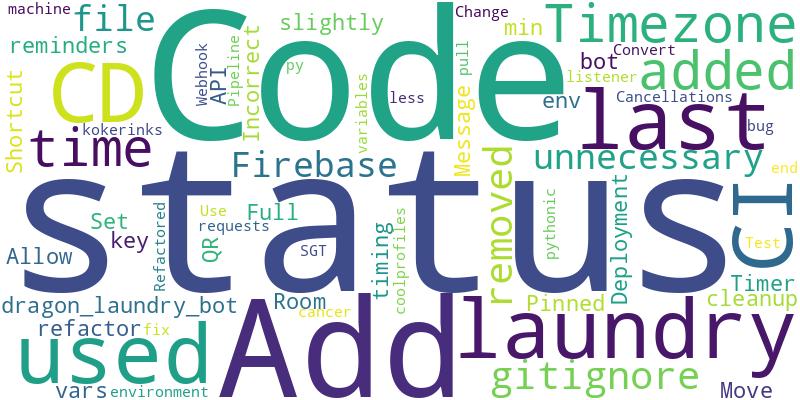 machine
file
reminders
CD
Shortcut
kokerinks
time
Code
Webhook
API
Pipeline
Incorrect
slightly
py
variables
less
Change
min
Timezone
pull
Message
bot
Convert
listener
added
env
Cancellations
last
bug
unnecessary
end
Firebase
status
Set
key
Allow
Refactored
QR
Use
Full
requests
SGT
timing
coolprofiles
removed
pythonic
Deployment
CI
Test
Timer
cleanup
dragon_laundry_bot
Room
cancer
refactor
fix
used
vars
environment
Add
laundry
Pinned
gitignore
Move